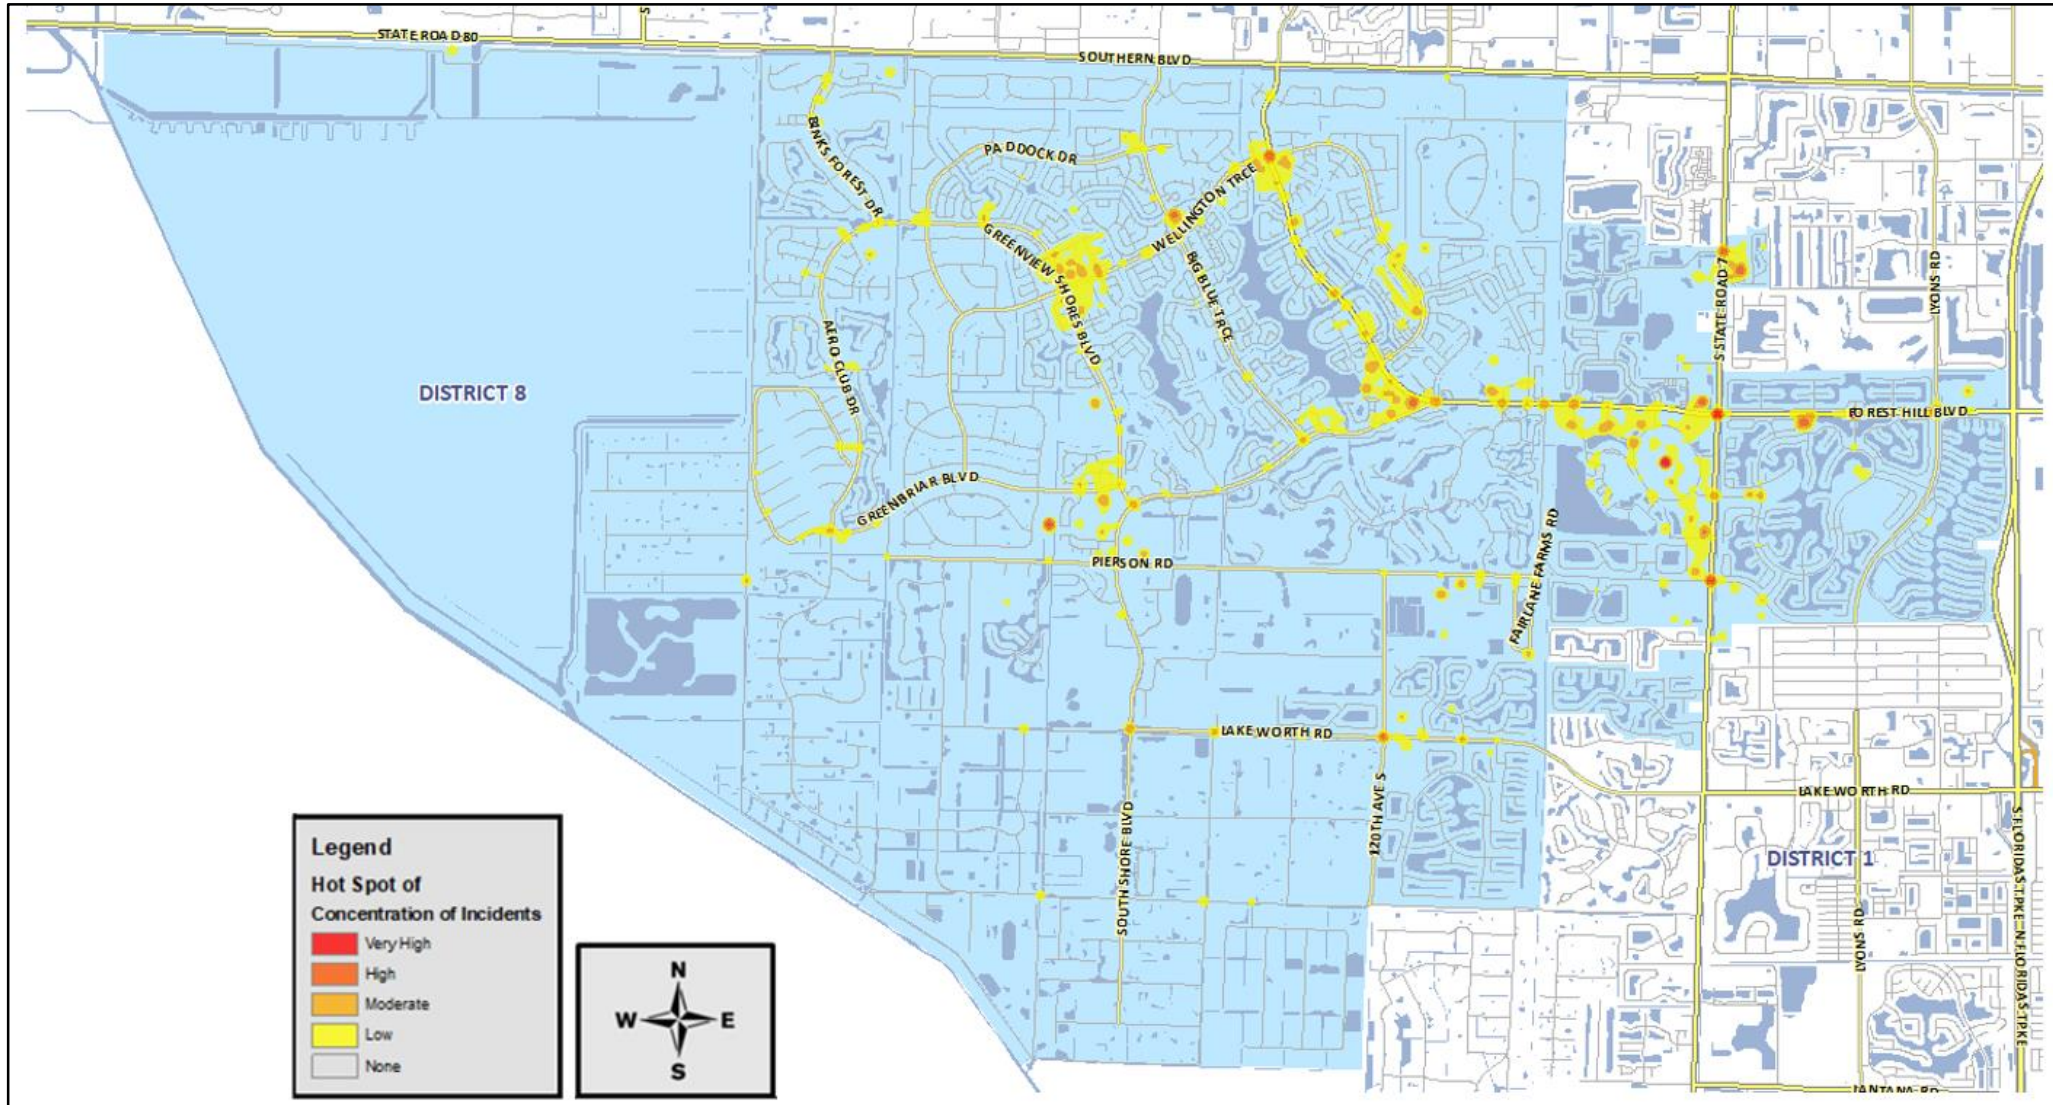 STATE ROAD 80
S
SOUTHERN BLVD
BINKS FOREST DR
PADDOCK DR
WELLINGTON TRCE
GREENVIEW SHORES BLVD
BIG BLUE TRCE
S STATE ROAD 7
LYONS RD
AERO CLUB DR
DISTRICT 8
FOREST HILL BLVD
GREENBRIAR BLVD
PIERSON RD
FAIRLANE FARMS RD
LAKE WORTH RD
LAKE WORTH RD
SOUTH SHORE BLVD
120TH AVE S
DISTRICT 1
LYONS RD
S FLORIDAS TPKE N FLORIDAS TPKE
LANTANA RD
Legend
Hot Spot of
Concentration of Incidents
Very High
High
Moderate
Low
None
N
W E
S